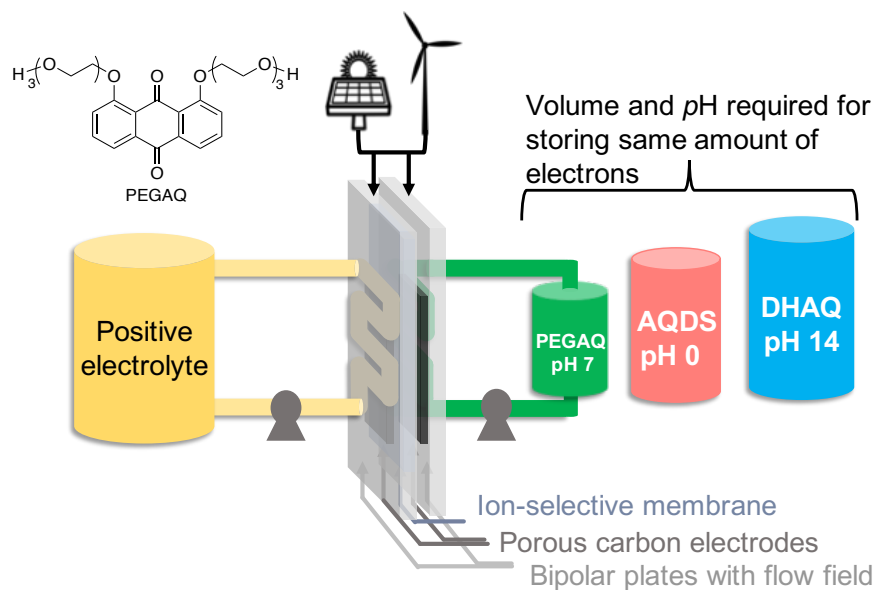 H
O
3
O
O
O
O
O
H
3
PEGAQ
Volume and pH required for
storing same amount of
electrons
Positive
electrolyte
PEGAQ
pH 7
AQDS
pH 0
DHAQ
pH 14
Ion-selective membrane
Porous carbon electrodes
Bipolar plates with flow field